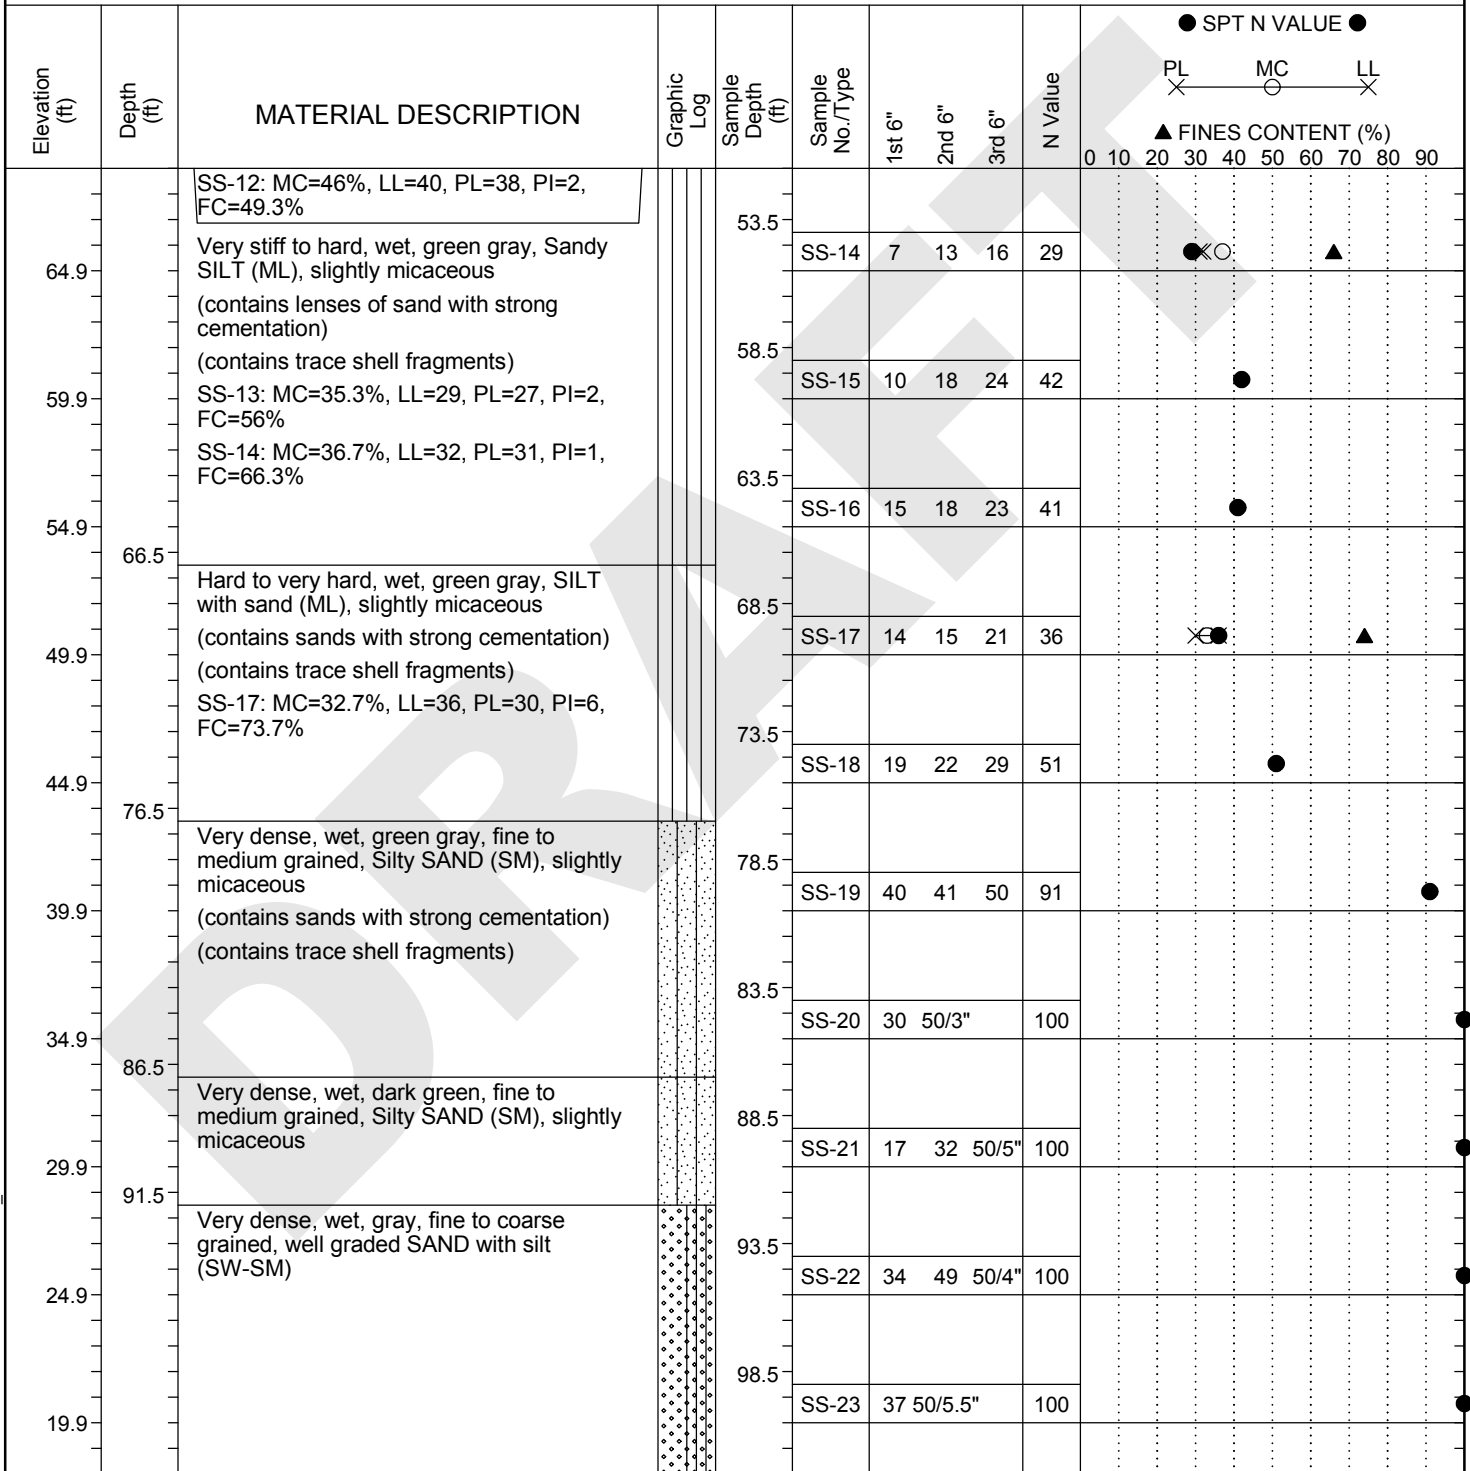 ● SPT N VALUE ●
PL MC LL
▲ FINES CONTENT (%)
0 10 20 30 40 50 60 70 80 90
Elevation (ft)
Depth (ft)
MATERIAL DESCRIPTION
Graphic Log
Sample Depth (ft)
Sample No./Type
1st 6"
2nd 6"
3rd 6"
N Value
SS-12: MC=46%, LL=40, PL=38, PI=2,
FC=49.3%
53.5
Very stiff to hard, wet, green gray, Sandy
SILT (ML), slightly micaceous
SS-14 7 13 16 29
64.9
(contains lenses of sand with strong
cementation)
58.5
(contains trace shell fragments)
SS-15 10 18 24 42
59.9
SS-13: MC=35.3%, LL=29, PL=27, PI=2,
FC=56%
SS-14: MC=36.7%, LL=32, PL=31, PI=1,
FC=66.3%
63.5
SS-16 15 18 23 41
54.9
66.5
Hard to very hard, wet, green gray, SILT
with sand (ML), slightly micaceous
68.5
(contains sands with strong cementation)
SS-17 14 15 21 36
49.9
(contains trace shell fragments)
SS-17: MC=32.7%, LL=36, PL=30, PI=6,
FC=73.7%
73.5
SS-18 19 22 29 51
44.9
76.5
Very dense, wet, green gray, fine to
medium grained, Silty SAND (SM), slightly
micaceous
78.5
SS-19 40 41 50 91
39.9
(contains sands with strong cementation)
(contains trace shell fragments)
83.5
SS-20 30 50/3" 100
34.9
86.5
Very dense, wet, dark green, fine to
medium grained, Silty SAND (SM), slightly
micaceous
88.5
SS-21 17 32 50/5" 100
29.9
91.5
Very dense, wet, gray, fine to coarse
grained, well graded SAND with silt
(SW-SM)
93.5
SS-22 34 49 50/4" 100
24.9
98.5
SS-23 37 50/5.5" 100
19.9
DRAFT